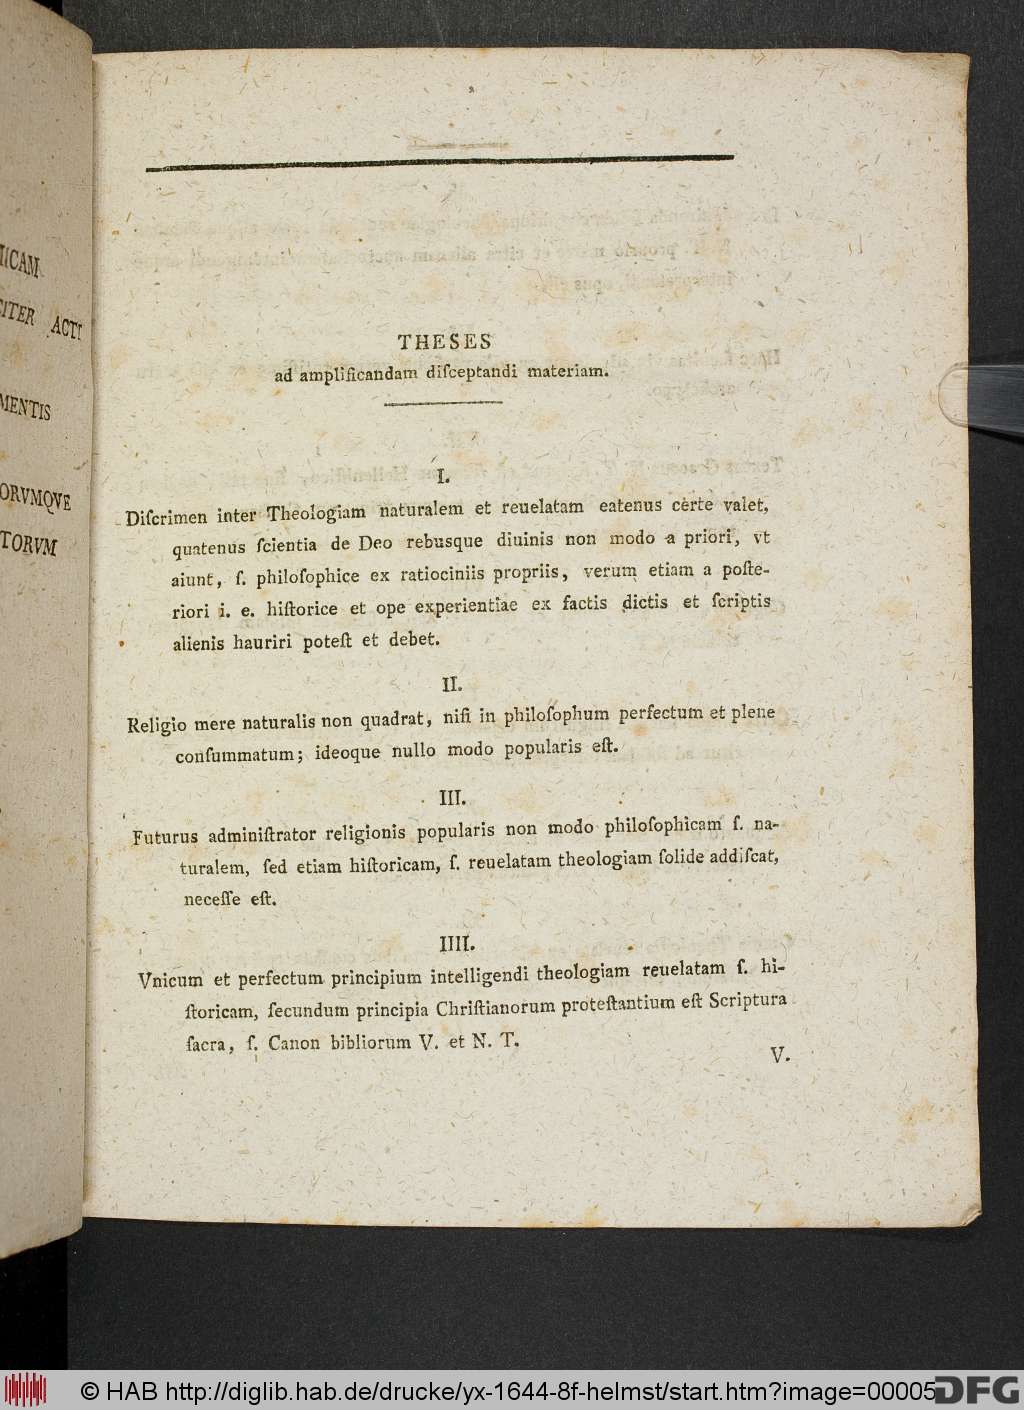 IICAM
CITER ACTI
MENTIS
ORVMQVE
TORVM
THESES
ad amplificandam diſceptandi materiam.
I.
Diſcrimen inter Theologiam naturalem et reuelatam eatenus certe valet,
quatenus ſcientia de Deo rebusque diuinis non modo a priori, vt
aiunt, ſ. philoſophice ex ratiociniis propriis, verum etiam a poſte-
riori i. e. hiſtorice et ope experientiae ex factis dictis et ſcriptis
alienis hauriri poteſt et debet.
II.
Religio mere naturalis non quadrat, niſi in philoſophum perfectum et plene
conſummatum; ideoque nullo modo popularis eſt.
III.
Futurus adminiſtrator religionis popularis non modo philoſophicam ſ. na-
turalem, ſed etiam hiſtoricam, ſ. reuelatam theologiam ſolide addiſcat,
neceſſe eſt.
IIII.
Vnicum et perfectum principium intelligendi theologiam reuelatam ſ. hi-
ſtoricam, ſecundum principia Chriſtianorum proteſtantium eſt Scriptura
ſacra, ſ. Canon bibliorum V. et N. T.
V.
© HAB http://diglib.hab.de/drucke/yx-1644-8f-helmst/start.htm?image=00005
DFG